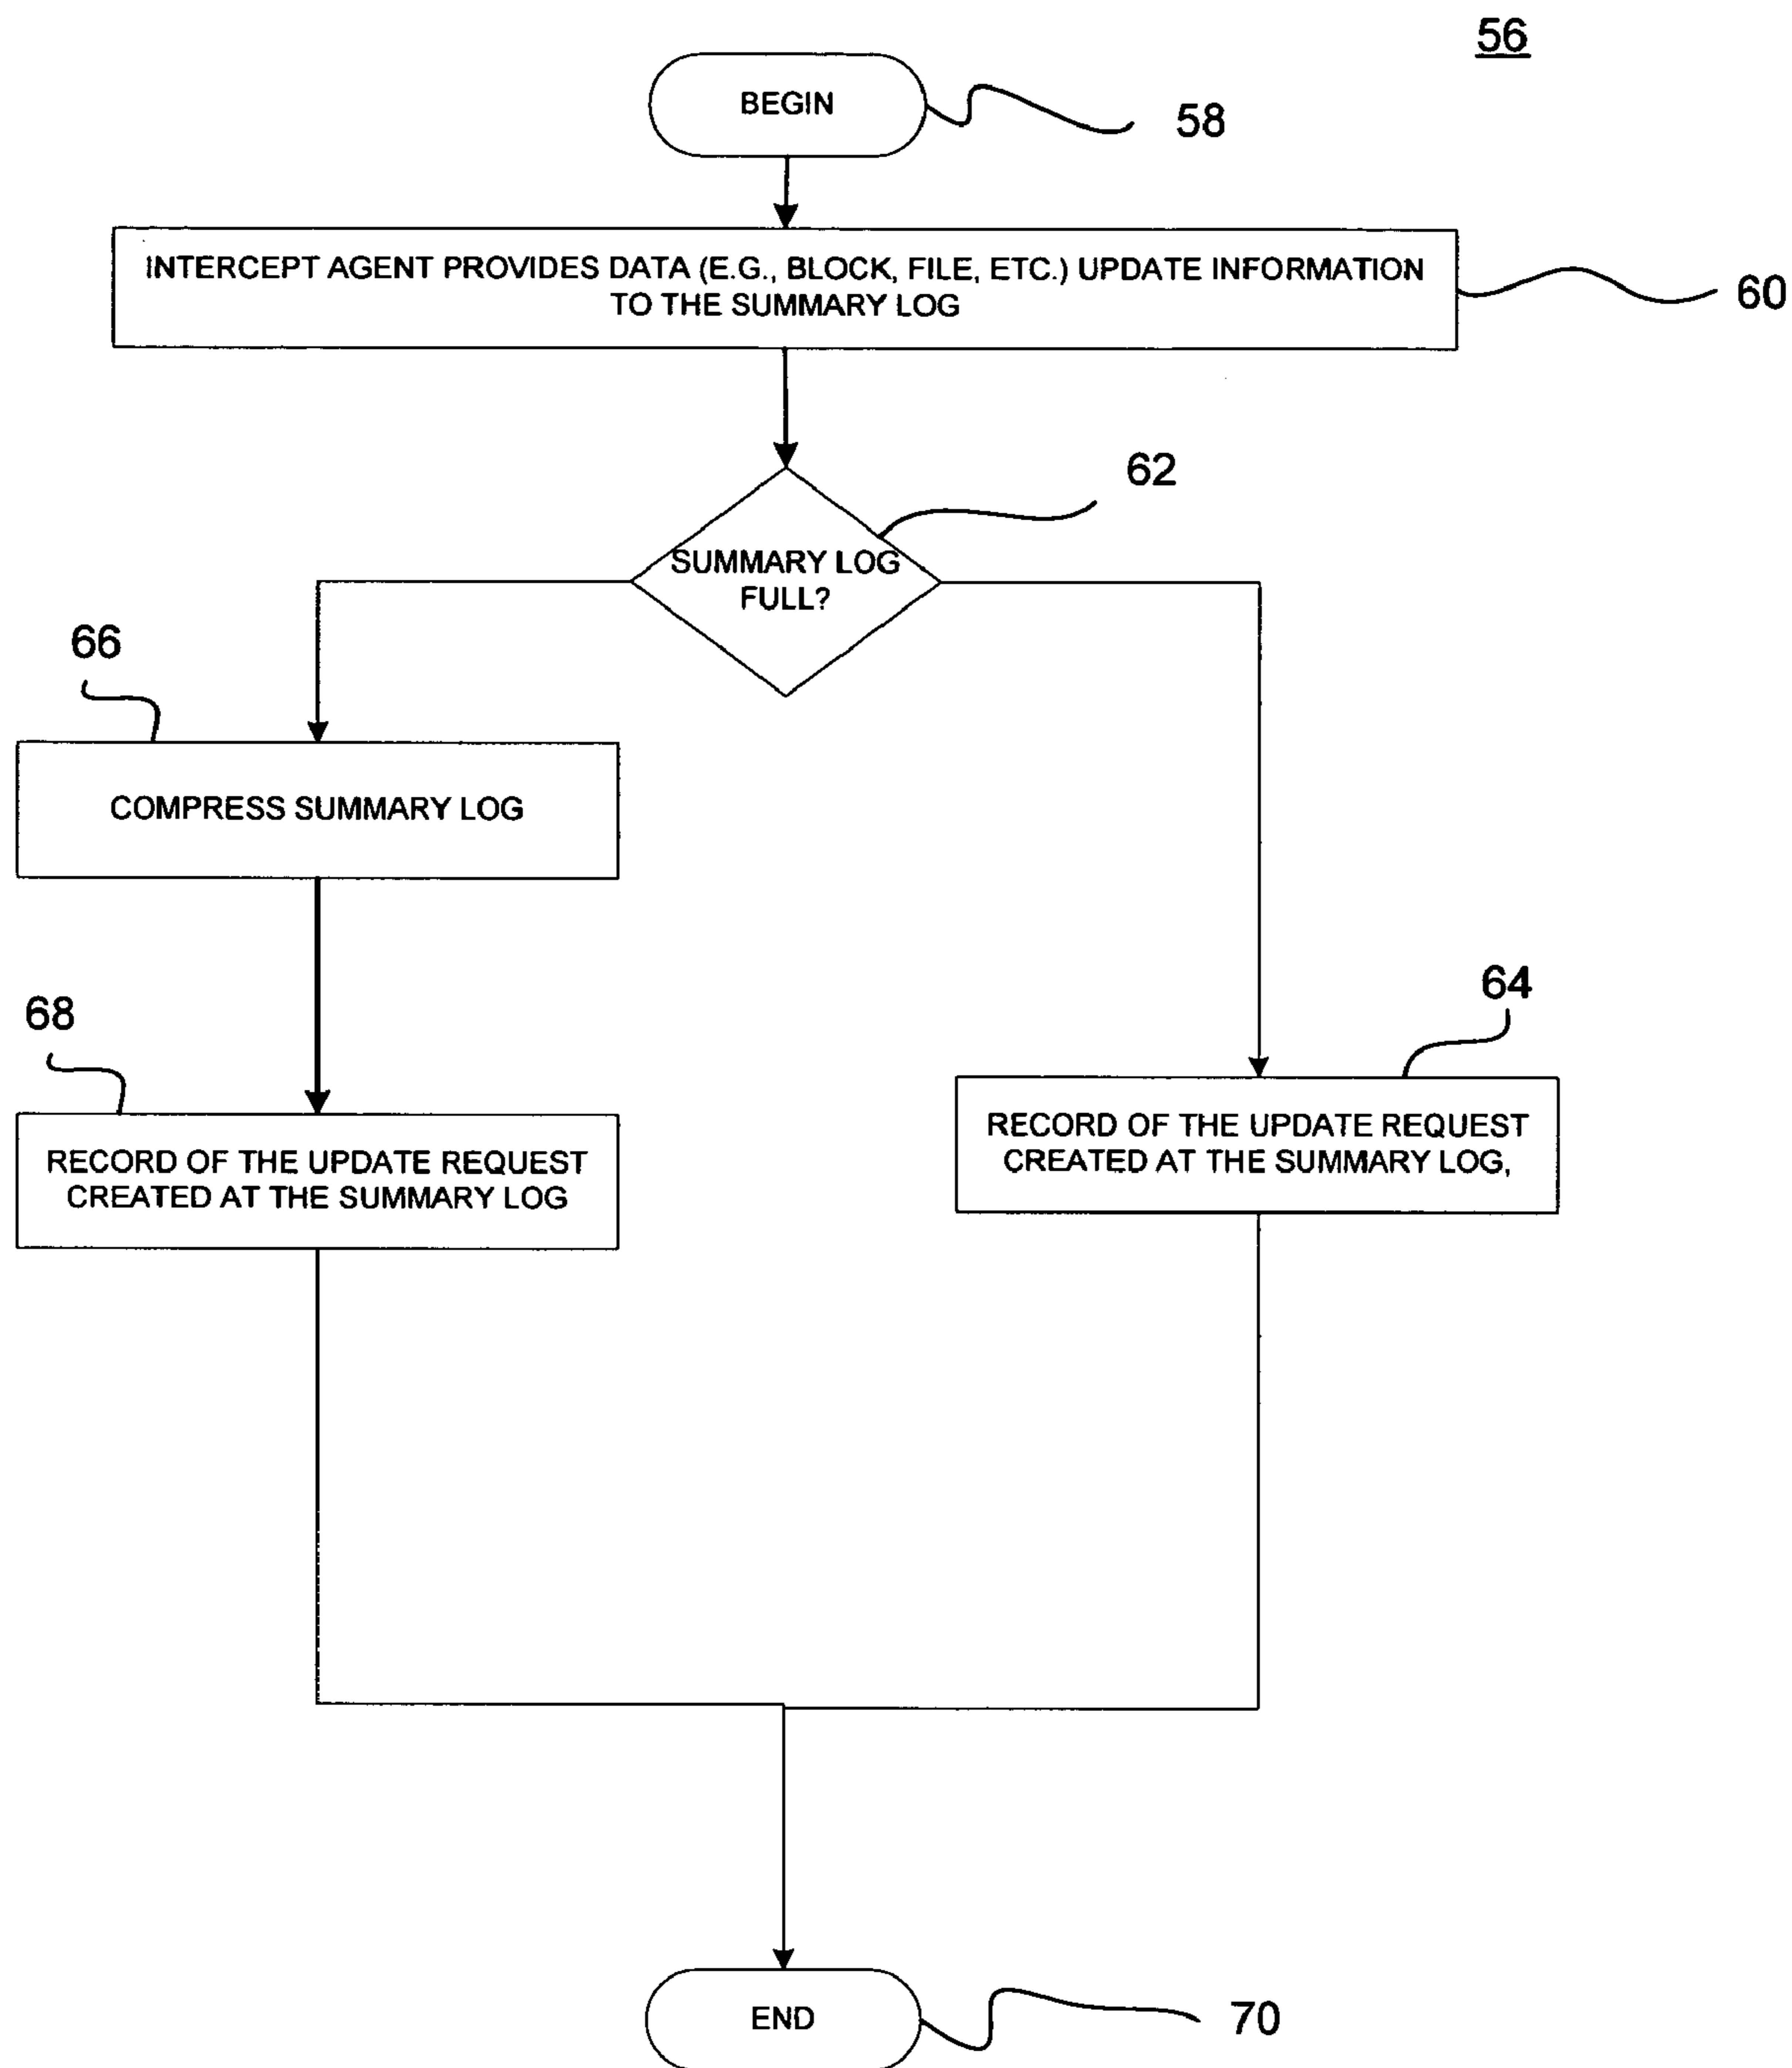 56
BEGIN
58
INTERCEPT AGENT PROVIDES DATA (E.G., BLOCK, FILE, ETC.) UPDATE INFORMATION
TO THE SUMMARY LOG
60
62
SUMMARY LOG
FULL?
66
COMPRESS SUMMARY LOG
64
68
RECORD OF THE UPDATE REQUEST
CREATED AT THE SUMMARY LOG,
RECORD OF THE UPDATE REQUEST
CREATED AT THE SUMMARY LOG
END
70